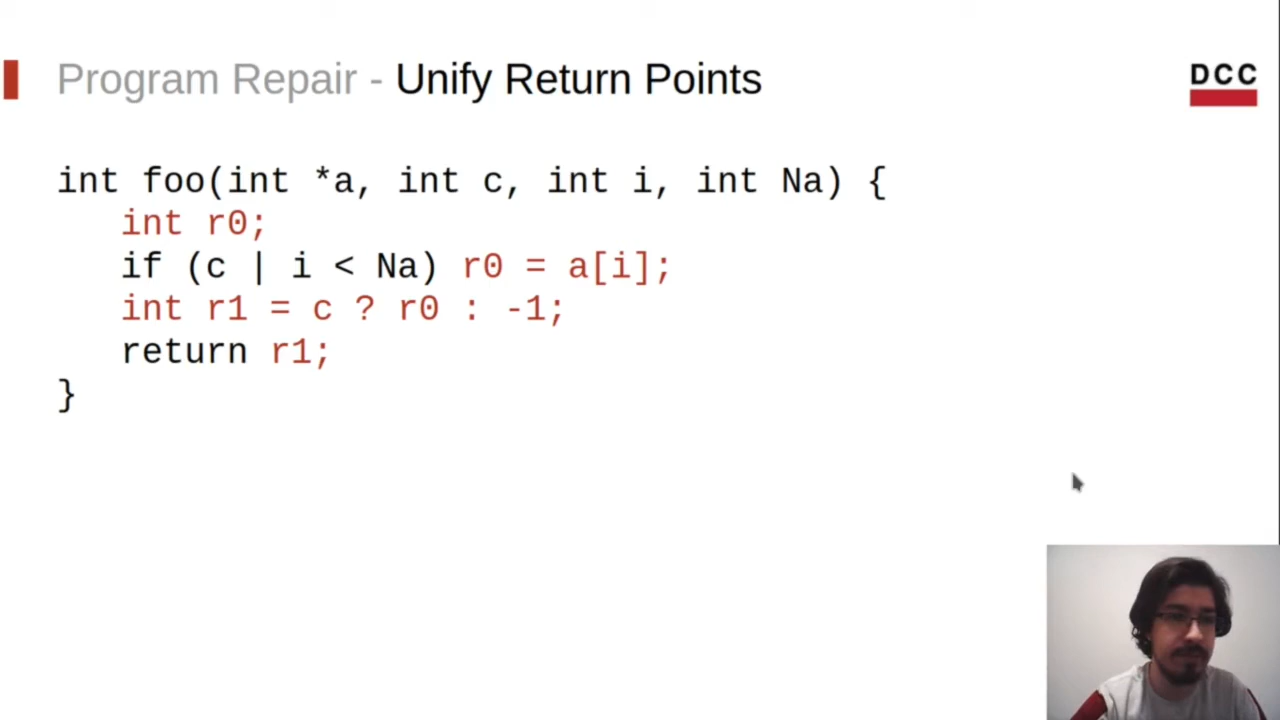 Program Repair - Unify Return Points
DCC
int foo(int *a, int c, int i, int Na) {
int r0;
if (c | i < Na) r0 = a[i];
int r1 = c ? r0 : -1;
return r1;
}